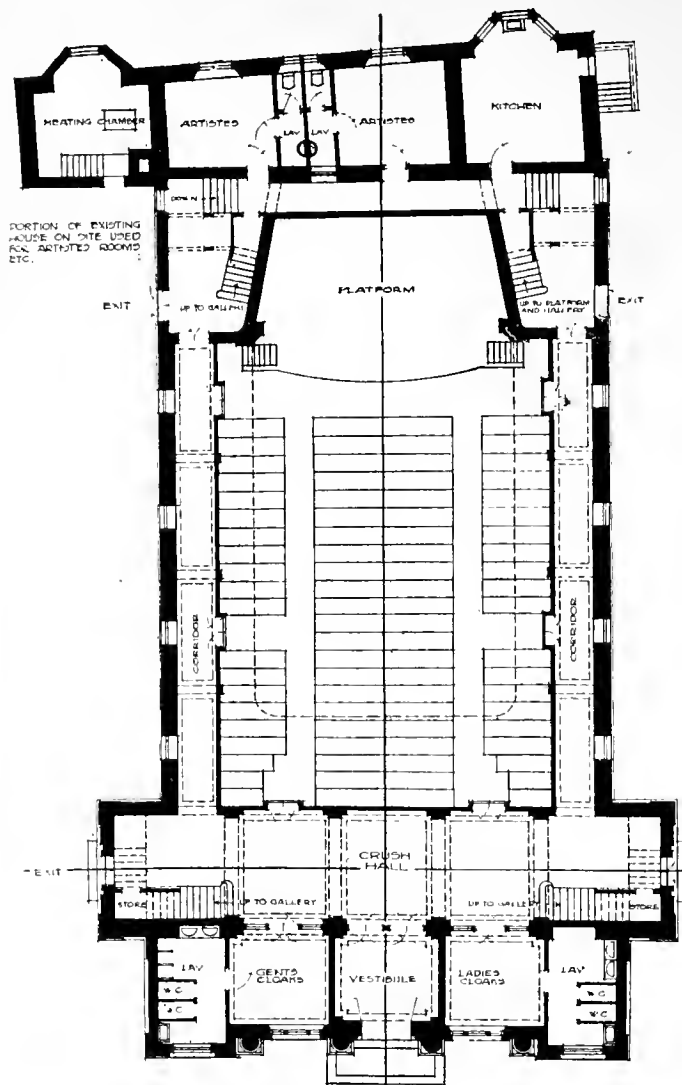 HEATING CHAMBER
ARTISTES
LAV
LAV
ARTISTES
KITCHEN
DOWN
PORTION OF EXISTING
HOUSE ON SITE USED
FOR ARTISTES ROOMS
ETC.
EXIT
UP TO GALLERY
PLATFORM
UP TO PLATFORM
AND GALLERY
EXIT
CORRIDOR
CORRIDOR
CRUSH
HALL
EXIT
STORE
UP TO GALLERY
UP TO GALLERY
STORE
LAV
W.C
W.C
GENTS
CLOAKS
VESTIBULE
LADIES
CLOAKS
LAV
W.C
W.C